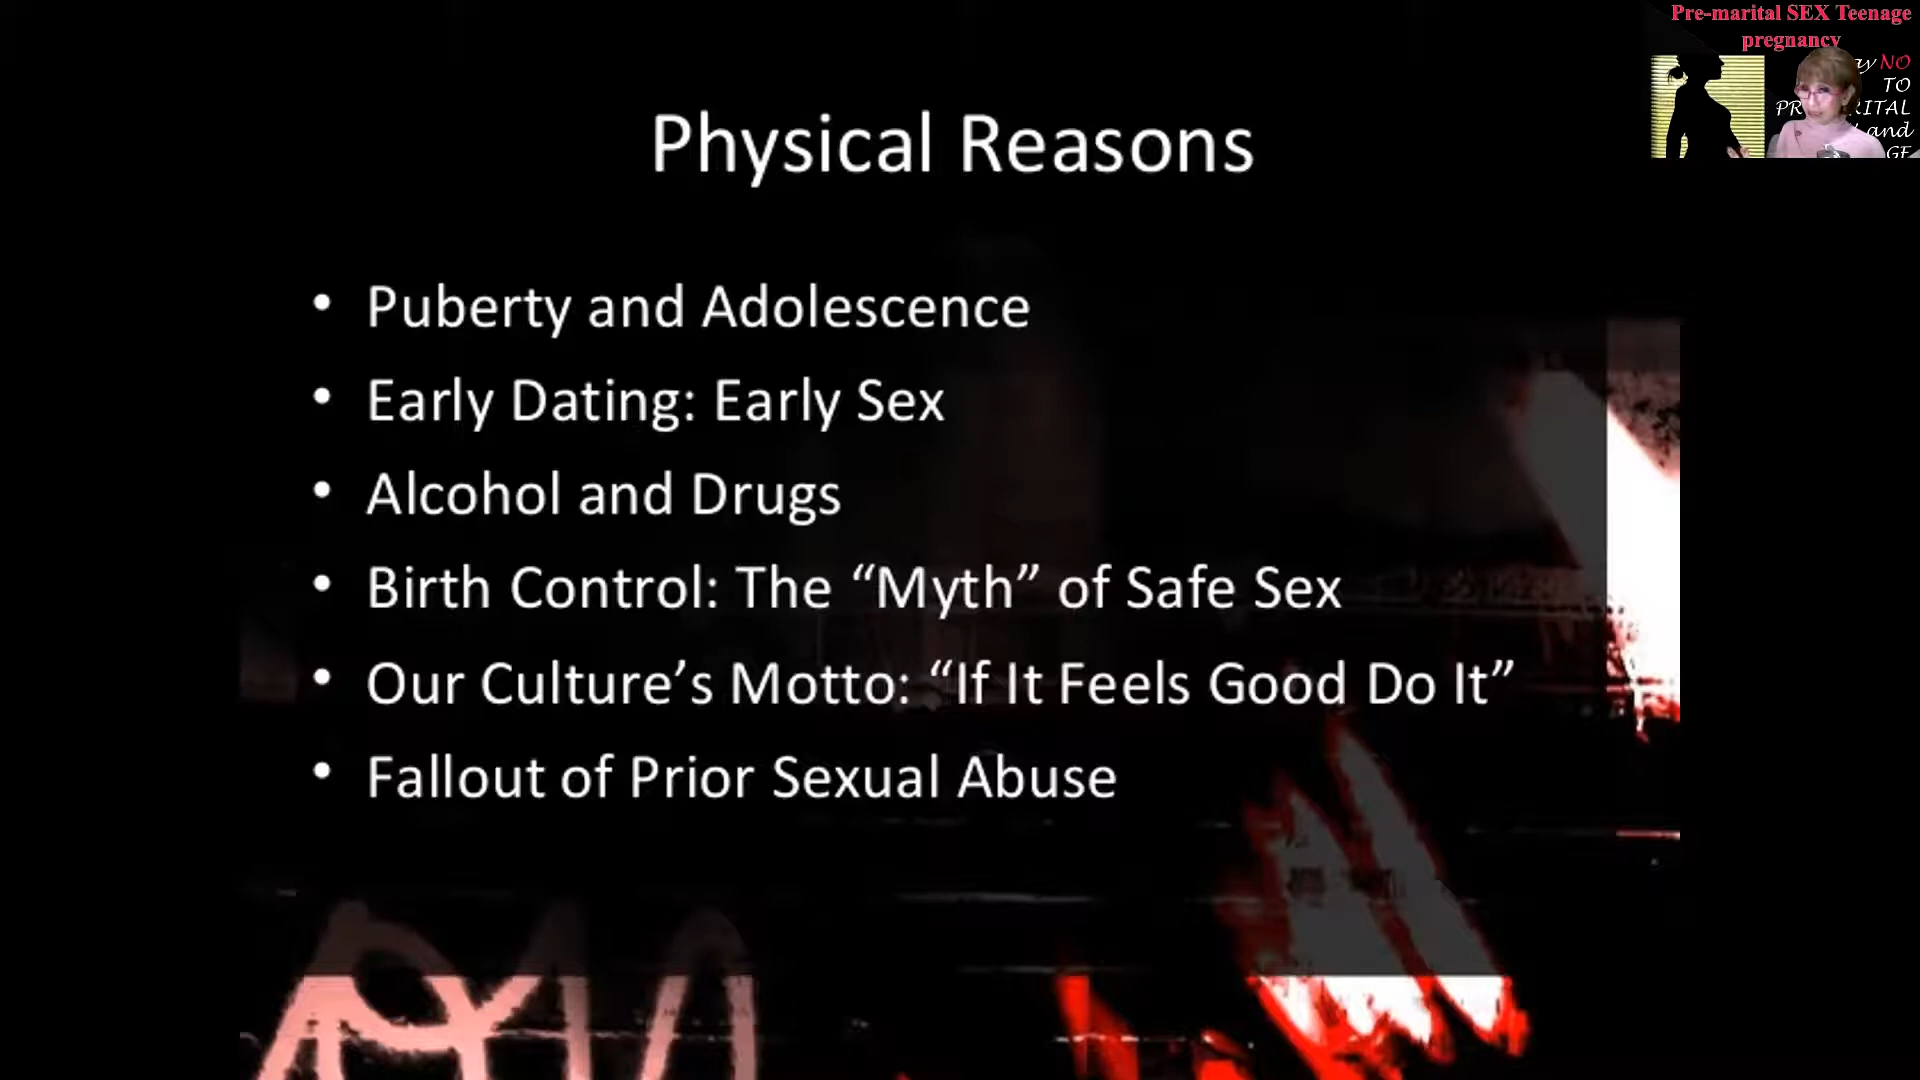 Pre-marital SEX Teenage
pregnancy
NO
TO
and
Physical Reasons
• Puberty and Adolescence
• Early Dating: Early Sex
• Alcohol and Drugs
• Birth Control: The “Myth” of Safe Sex
• Our Culture’s Motto: “If It Feels Good Do It”
• Fallout of Prior Sexual Abuse